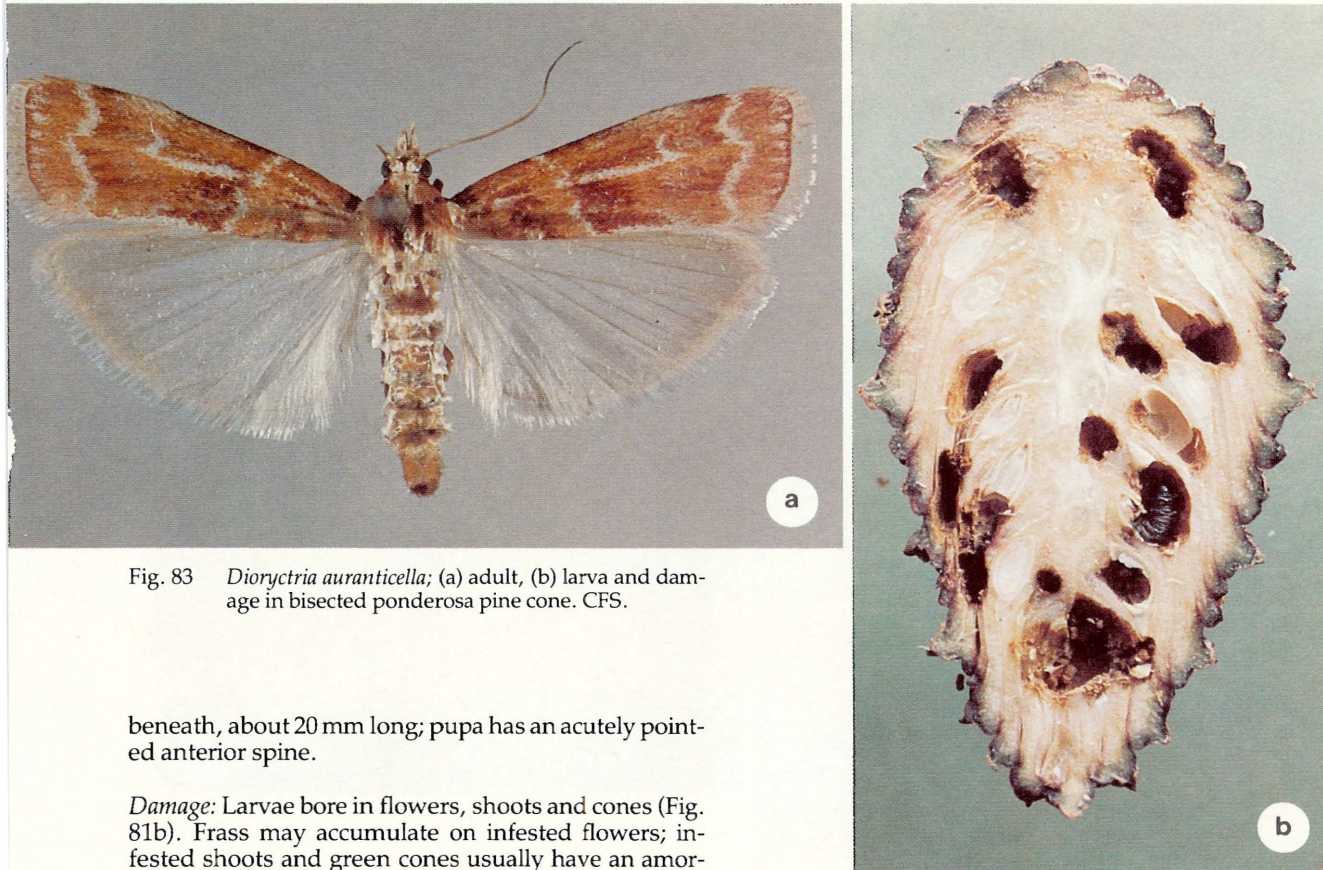 a
b
Fig. 83 Dioryctria auranticella; (a) adult, (b) larva and dam-
age in bisected ponderosa pine cone. CFS.
beneath, about 20 mm long; pupa has an acutely point-
ed anterior spine.
Damage: Larvae bore in flowers, shoots and cones (Fig.
81b). Frass may accumulate on infested flowers; in-
fested shoots and green cones usually have an amor-